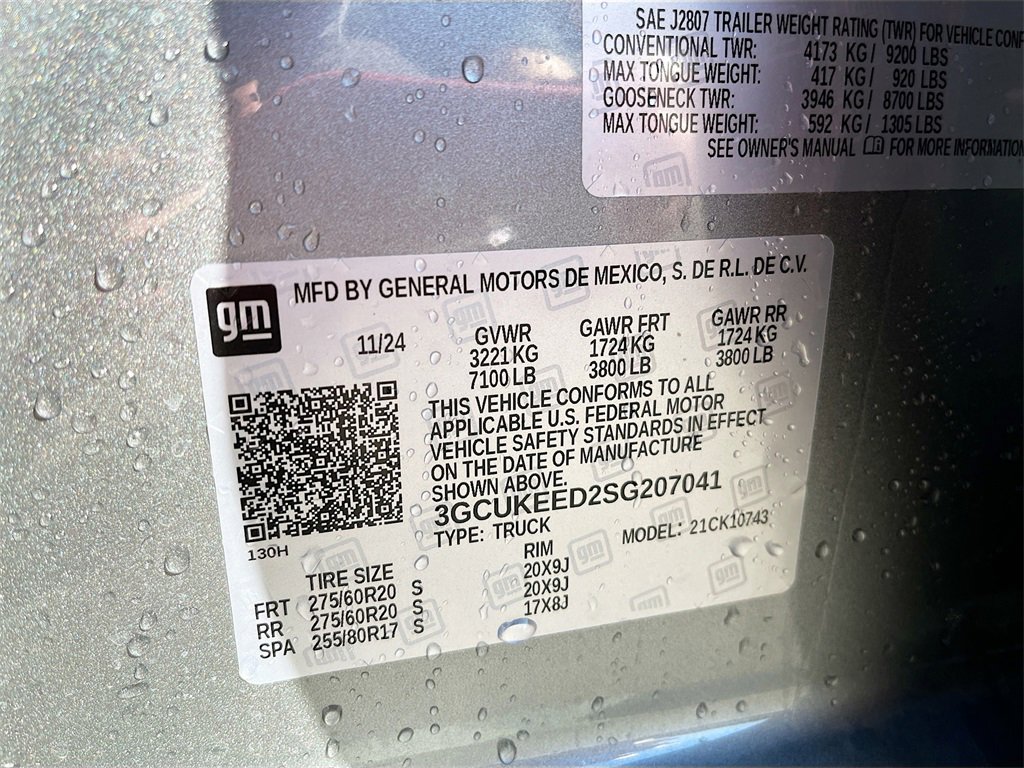 SAE J2807 TRAILER WEIGHT RATING (TWR) FOR VEHICLE CONF
CONVENTIONAL TWR: 4173 KG/ 9200 LBS
MAX TONGUE WEIGHT: 417 KG/ 920 LBS
GOOSENECK TWR: 3946 KG/ 8700 LBS
MAX TONGUE WEIGHT: 592 KG/ 1305 LBS
SEE OWNER'S MANUAL FOR MORE INFORMATION
gm
MFD BY GENERAL MOTORS DE MEXICO, S. DE R.L. DE C.V.
11/24 GVWR GAWR FRT GAWR RR
3221 KG 1724 KG 1724 KG
7100 LB 3800 LB 3800 LB
THIS VEHICLE CONFORMS TO ALL
APPLICABLE U.S. FEDERAL MOTOR
VEHICLE SAFETY STANDARDS IN EFFECT
ON THE DATE OF MANUFACTURE
SHOWN ABOVE.
3GCUKEED2SG207041
TYPE: TRUCK MODEL: 21CK10743
130H
TIRE SIZE RIM
FRT 275/60R20 S 20X9J
RR 275/60R20 S 20X9J
SPA 255/80R17 S 17X8J